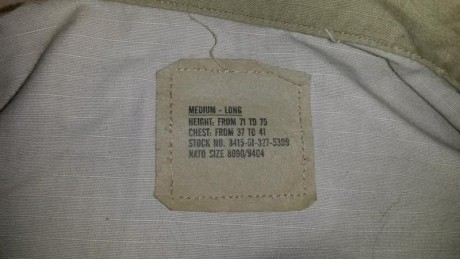 MEDIUM - LONG
HEIGHT: FROM 71 TO 75
CHEST: FROM 37 TO 41
STOCK NO. 8415-01-327-5309
NATO SIZE 8090/9404